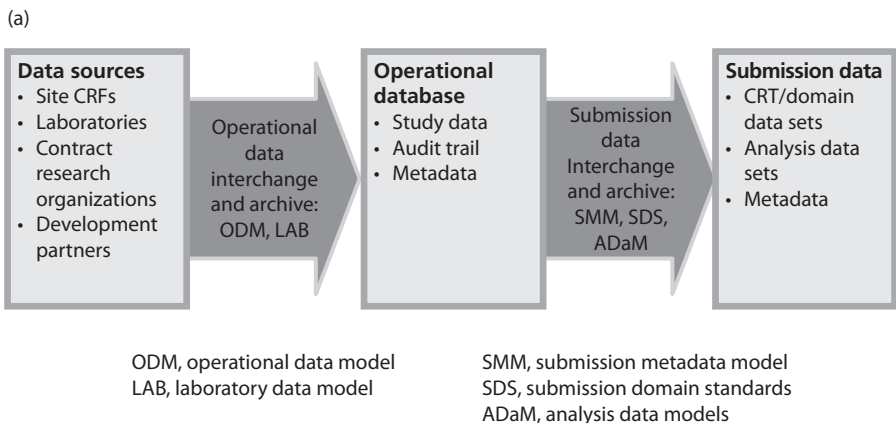 (a)
Data sources
• Site CRFs
• Laboratories
• Contract
research
organizations
• Development
partners
Operational
data
interchange
and archive:
ODM, LAB
Operational
database
• Study data
• Audit trail
• Metadata
Submission
data
Interchange
and archive:
SMM, SDS,
ADaM
Submission data
• CRT/domain
data sets
• Analysis data
sets
• Metadata
ODM, operational data model
LAB, laboratory data model
SMM, submission metadata model
SDS, submission domain standards
ADaM, analysis data models